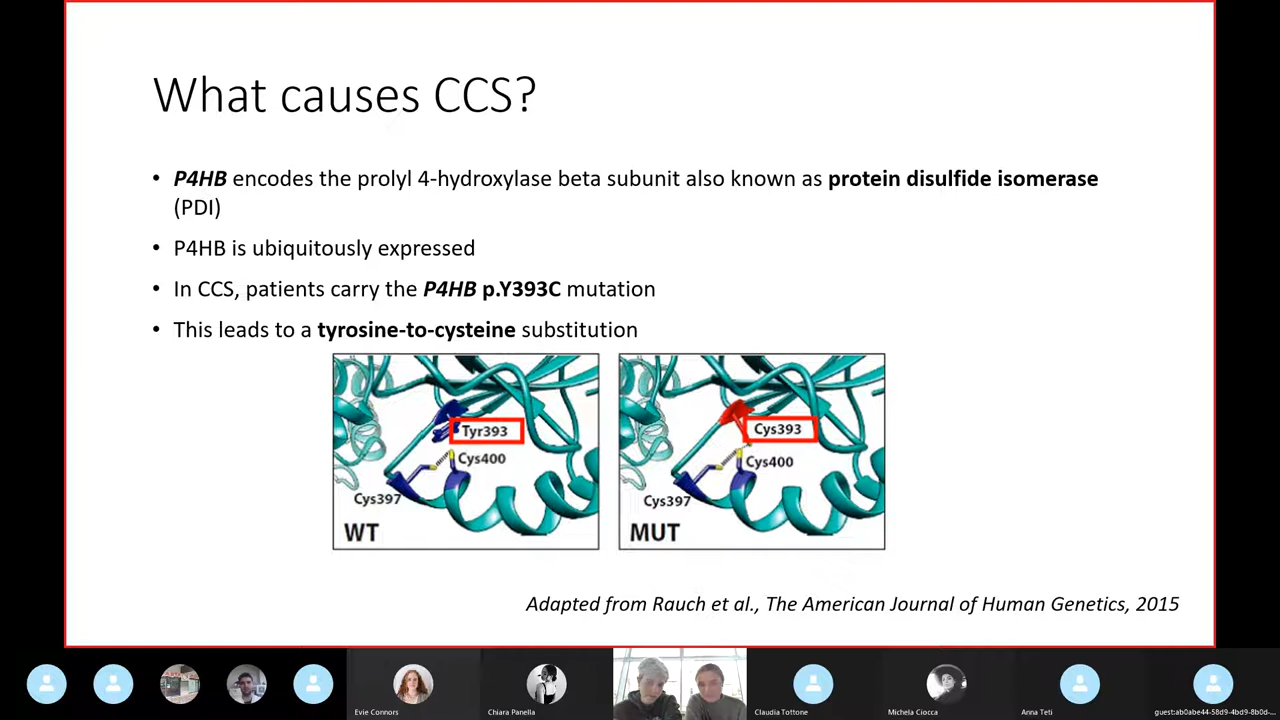 What causes CCS?
• P4HB encodes the prolyl 4-hydroxylase beta subunit also known as protein disulfide isomerase
(PDI)
• P4HB is ubiquitously expressed
• In CCS, patients carry the P4HB p.Y393C mutation
• This leads to a tyrosine-to-cysteine substitution
Tyr393
Cys400
Cys397
WT
Cys393
Cys400
Cys397
MUT
Adapted from Rauch et al., The American Journal of Human Genetics, 2015
Evie Connors
Chiara Panella
Claudia Tottone
Michela Ciocca
Anna Teti
guest:ab0abe44-58d9-4bd9-8b0d-...